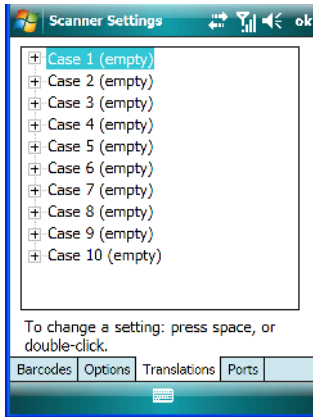 Scanner Settings ok
Case 1 (empty)
Case 2 (empty)
Case 3 (empty)
Case 4 (empty)
Case 5 (empty)
Case 6 (empty)
Case 7 (empty)
Case 8 (empty)
Case 9 (empty)
Case 10 (empty)
To change a setting: press space, or
double-click.
Barcodes Options Translations Ports